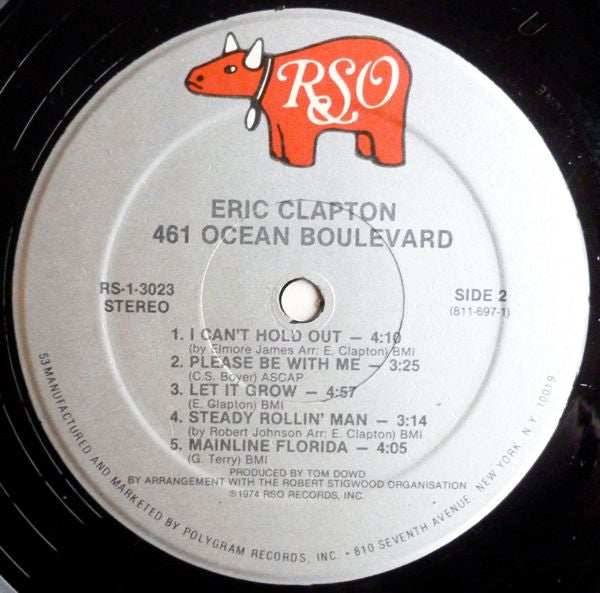 RSO
ERIC CLAPTON
461 OCEAN BOULEVARD
RS-1-3023
STEREO
SIDE 2
(811-697-1)
1. I CAN'T HOLD OUT — 4:10
(by Elmore James Arr: E. Clapton) BMI
2. PLEASE BE WITH ME — 3:25
(C.S. Boyer) ASCAP
3. LET IT GROW — 4:57
(E. Clapton) BMI
4. STEADY ROLLIN' MAN — 3:14
(by Robert Johnson Arr: E. Clapton) BMI
5. MAINLINE FLORIDA — 4:05
(G. Terry) BMI
PRODUCED BY TOM DOWD
BY ARRANGEMENT WITH THE ROBERT STIGWOOD ORGANISATION
℗1974 RSO RECORDS, INC.
53 MANUFACTURED AND MARKETED BY POLYGRAM RECORDS, INC. • 810 SEVENTH AVENUE, NEW YORK, N.Y. 10019